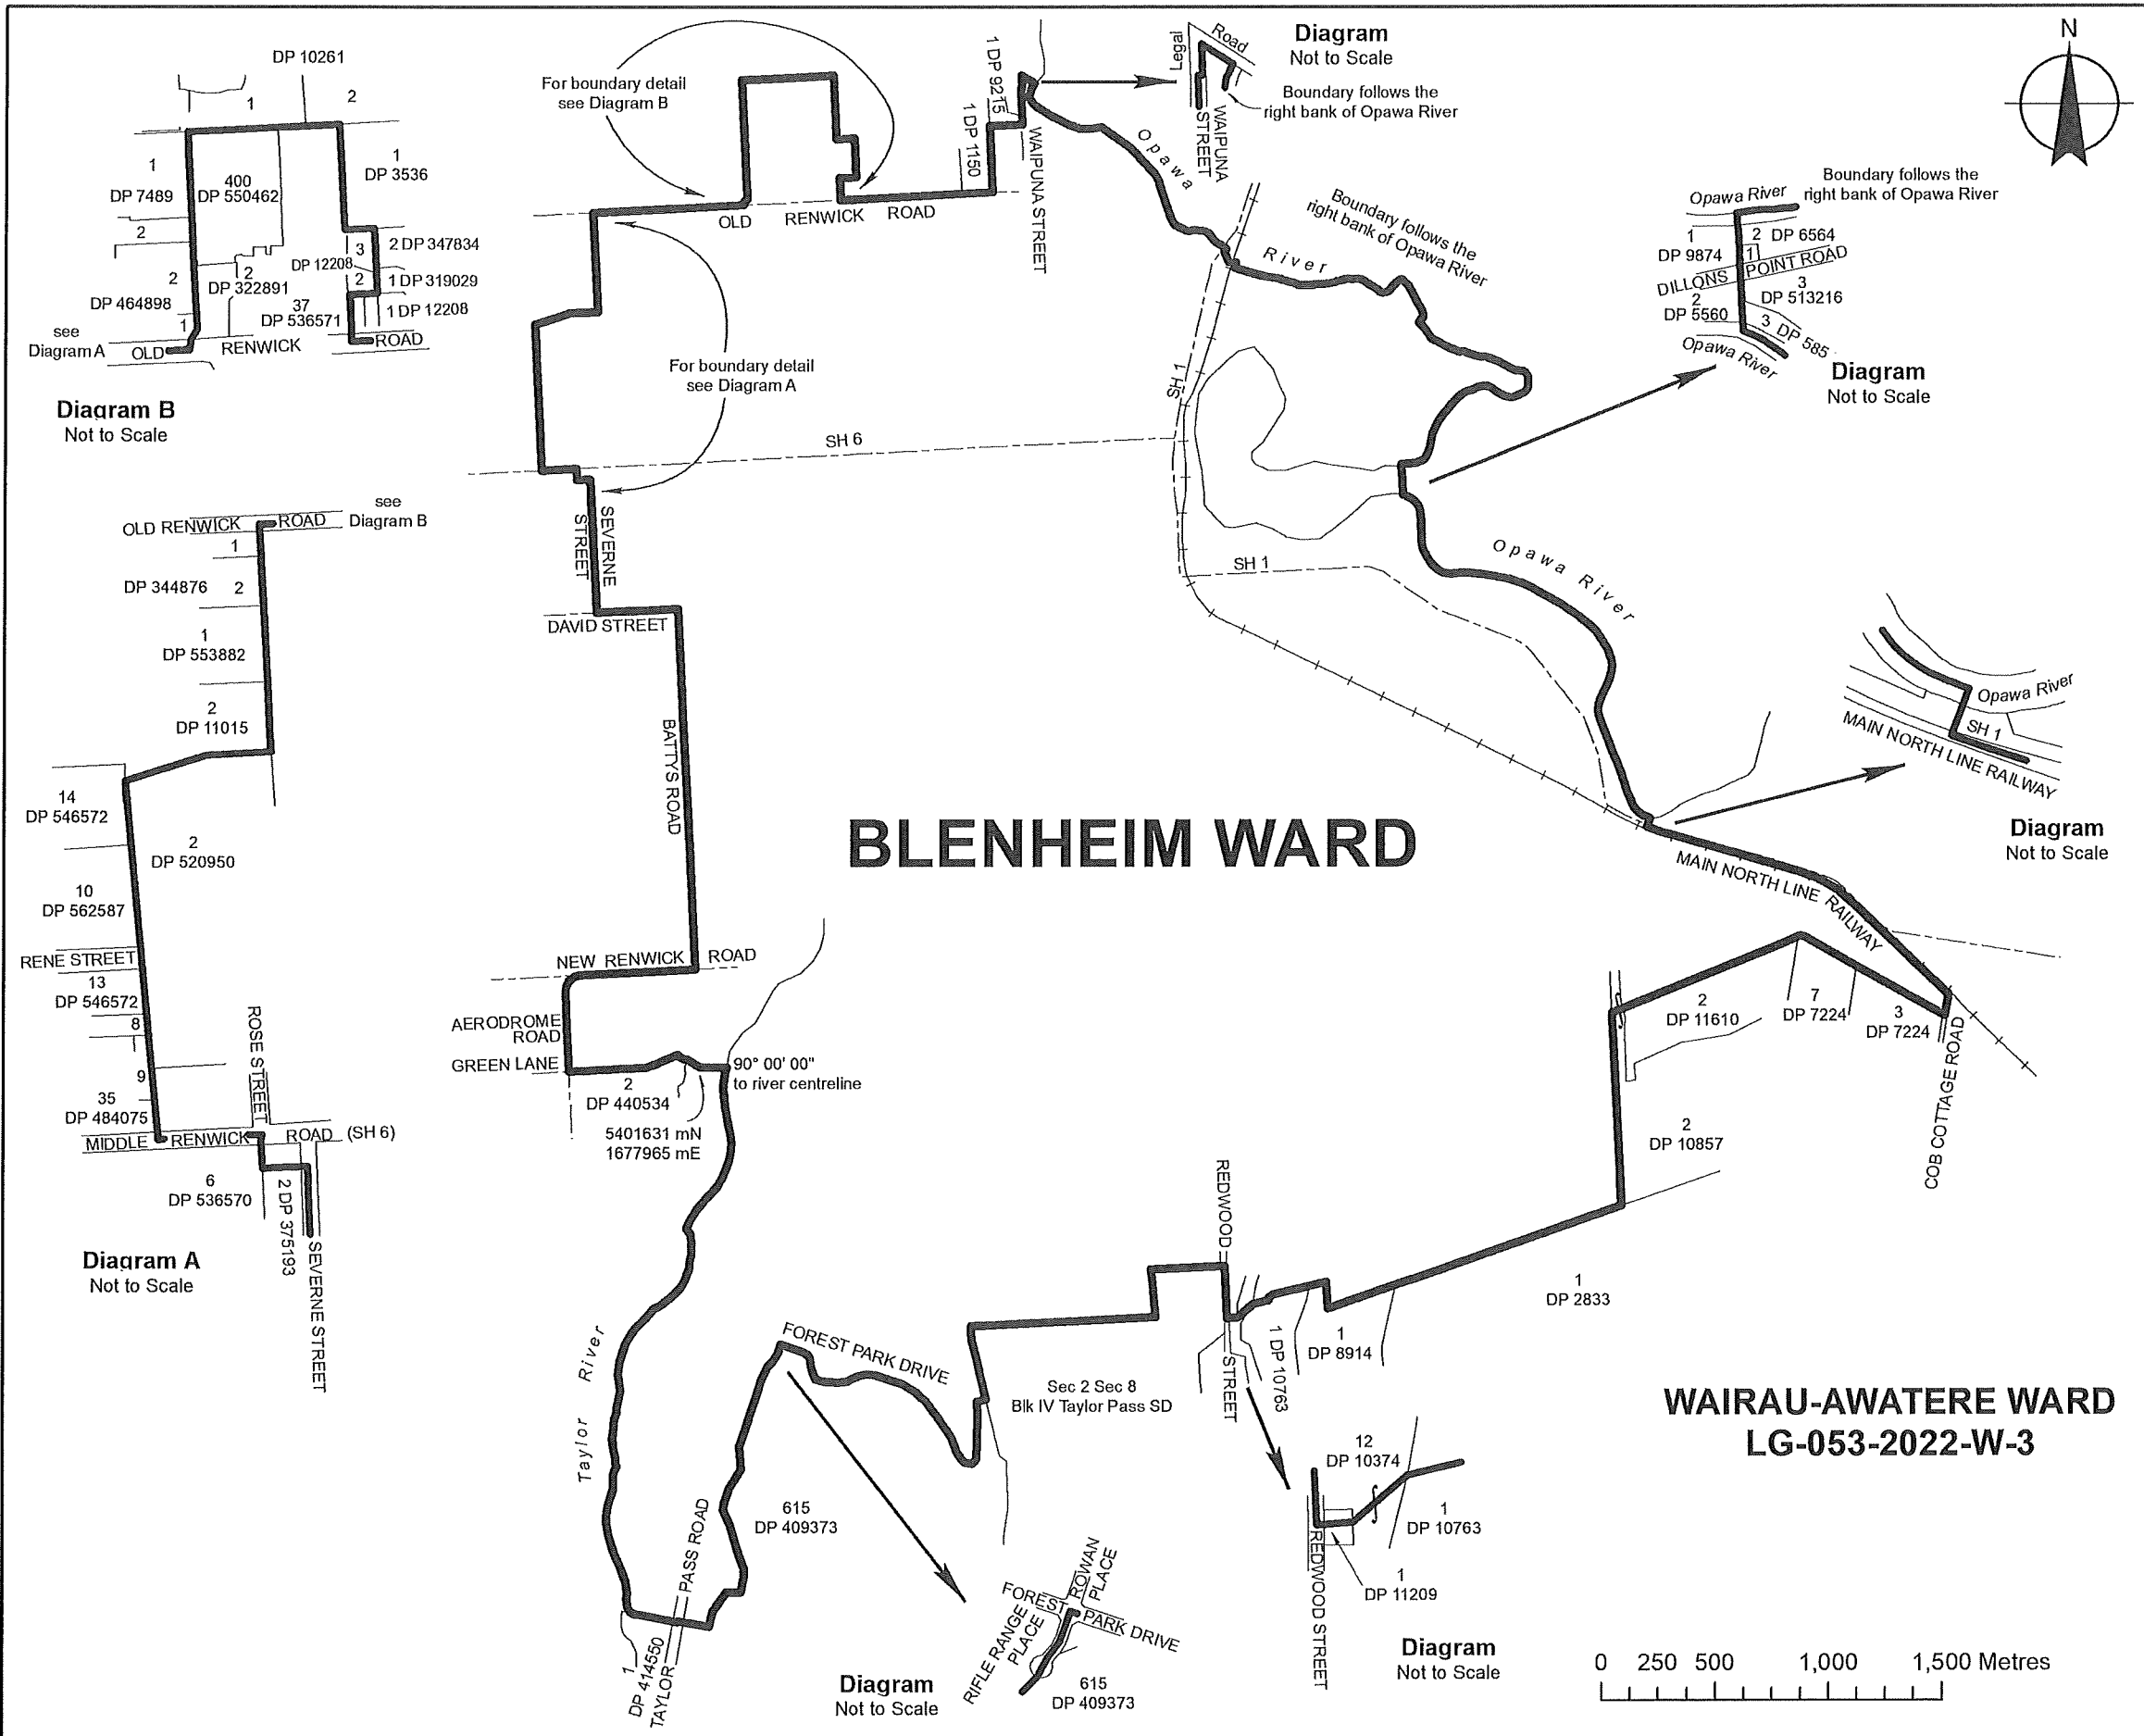 DP 10261
1
2
1
DP 7489
400
DP 550462
1
DP 3536
2
2
DP 464898
1
2
DP 322891
37
DP 536571
3
DP 12208
2
2 DP 347834
1 DP 319029
1 DP 12208
see
Diagram A
OLD RENWICK ROAD
Diagram B
Not to Scale
For boundary detail
see Diagram B
1 DP 9215
1 DP 1150
WAIPUNA STREET
OLD RENWICK ROAD
Diagram
Not to Scale
Legal
Road
Boundary follows the
right bank of Opawa River
WAIPUNA
STREET
N
Opawa
River
Boundary follows the
right bank of Opawa River
Opawa River
Boundary follows the
right bank of Opawa River
1
DP 9874
2 DP 6564
1
DILLONS POINT ROAD
2
DP 5560
3
DP 513216
3 DP 585
Opawa River
Diagram
Not to Scale
For boundary detail
see Diagram A
SH 1
SH 6
SEVERNE
STREET
DAVID STREET
SH 1
Opawa River
OLD RENWICK ROAD
see
Diagram B
1
DP 344876 2
1
DP 553882
2
DP 11015
14
DP 546572
2
DP 520950
10
DP 562587
RENE STREET
13
DP 546572
8
9
35
DP 484075
ROSE STREET
MIDDLE RENWICK ROAD (SH 6)
6
DP 536570
2 DP 375193
SEVERNE STREET
Diagram A
Not to Scale
BATTYS ROAD
BLENHEIM WARD
Opawa River
SH 1
MAIN NORTH LINE RAILWAY
Diagram
Not to Scale
MAIN NORTH LINE RAILWAY
NEW RENWICK ROAD
AERODROME
ROAD
GREEN LANE
2
DP 440534
90° 00' 00"
to river centreline
5401631 mN
1677965 mE
2
DP 11610
7
DP 7224
3
DP 7224
COB COTTAGE ROAD
2
DP 10857
1
DP 2833
REDWOOD
STREET
1 DP 10763
1
DP 8914
Taylor River
FOREST PARK DRIVE
Sec 2 Sec 8
Blk IV Taylor Pass SD
WAIRAU-AWATERE WARD
LG-053-2022-W-3
615
DP 409373
PASS ROAD
TAYLOR
1
DP 414550
12
DP 10374
1
DP 10763
1
DP 11209
REDWOOD STREET
Diagram
Not to Scale
ROWAN
PLACE
FOREST PARK DRIVE
RIFLE RANGE
PLACE
615
DP 409373
Diagram
Not to Scale
0 250 500 1,000 1,500 Metres